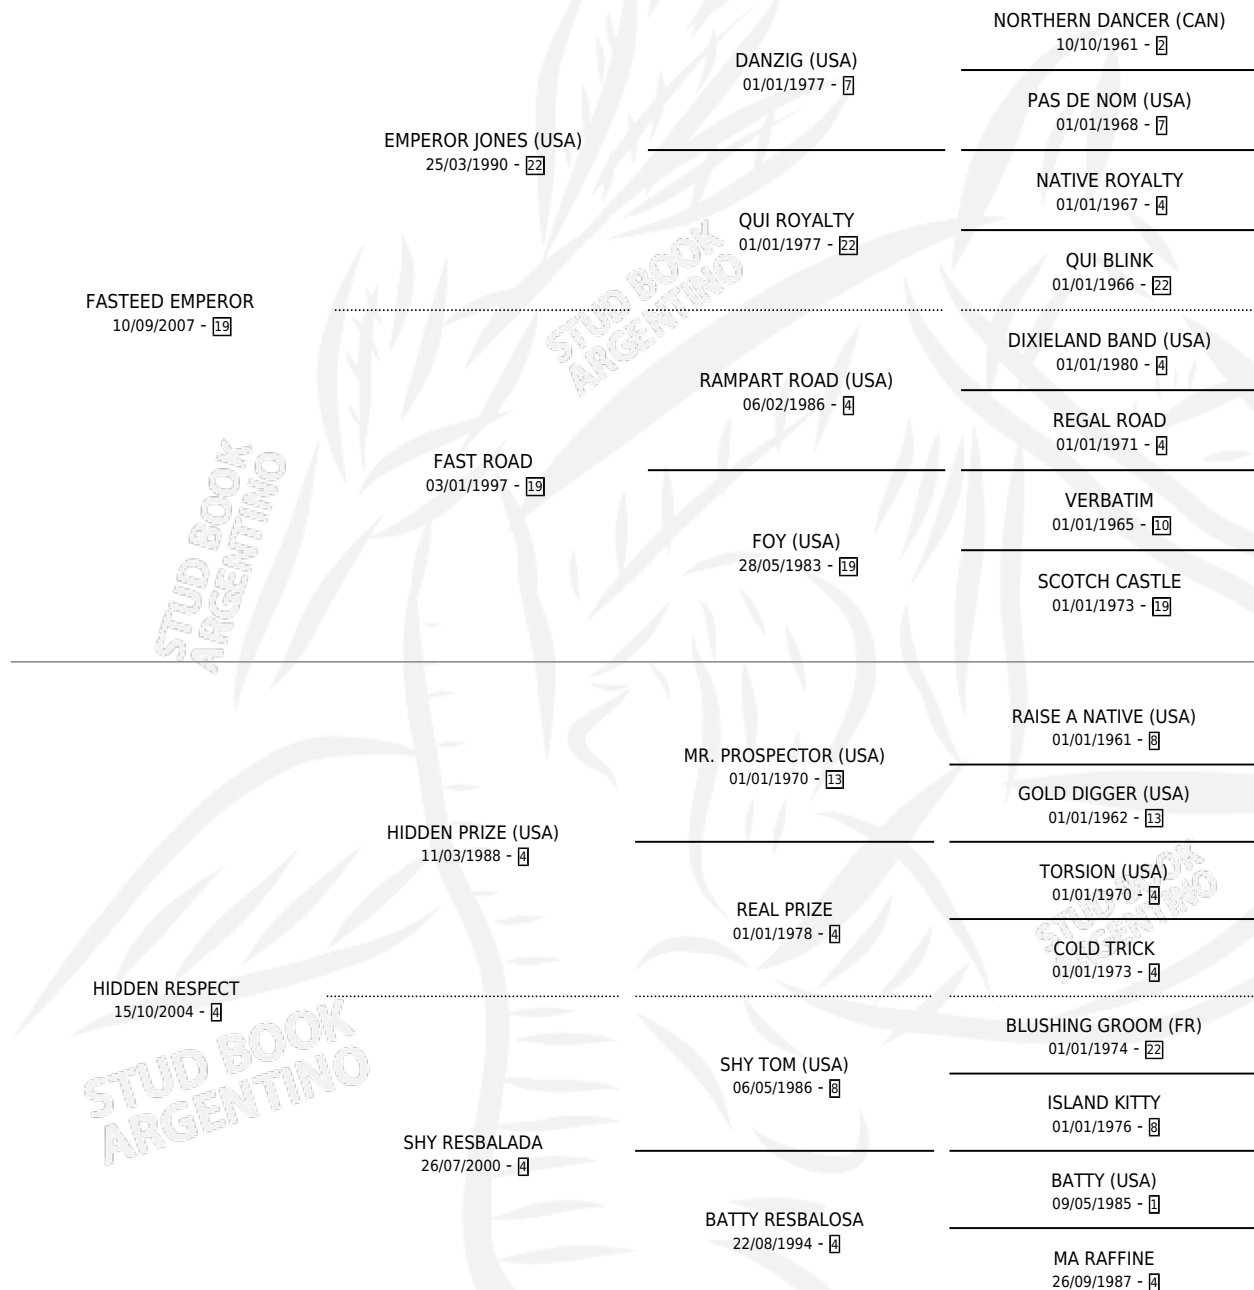 NORTHERN DANCER (CAN)
10/10/1961 - 2
DANZIG (USA)
01/01/1977 - 7
PAS DE NOM (USA)
01/01/1968 - 7
EMPEROR JONES (USA)
25/03/1990 - 22
NATIVE ROYALTY
01/01/1967 - 4
QUI ROYALTY
01/01/1977 - 22
QUI BLINK
01/01/1966 - 22
FASTEED EMPEROR
10/09/2007 - 19
STUD BOOK
ARGENTINO
DIXIELAND BAND (USA)
01/01/1980 - 4
RAMPART ROAD (USA)
06/02/1986 - 4
REGAL ROAD
01/01/1971 - 4
FAST ROAD
03/01/1997 - 19
VERBATIM
01/01/1965 - 10
FOY (USA)
28/05/1983 - 19
SCOTCH CASTLE
01/01/1973 - 19
STUD BOOK
ARGENTINO
RAISE A NATIVE (USA)
01/01/1961 - 8
MR. PROSPECTOR (USA)
01/01/1970 - 13
GOLD DIGGER (USA)
01/01/1962 - 13
HIDDEN PRIZE (USA)
11/03/1988 - 4
TORSION (USA)
01/01/1970 - 4
REAL PRIZE
01/01/1978 - 4
STUD BOOK
ARGENTINO
COLD TRICK
01/01/1973 - 4
HIDDEN RESPECT
15/10/2004 - 4
BLUSHING GROOM (FR)
01/01/1974 - 22
SHY TOM (USA)
06/05/1986 - 8
ISLAND KITTY
01/01/1976 - 8
STUD BOOK
ARGENTINO
SHY RESBALADA
26/07/2000 - 4
BATTY (USA)
09/05/1985 - 1
BATTY RESBALOSA
22/08/1994 - 4
MA RAFFINE
26/09/1987 - 4